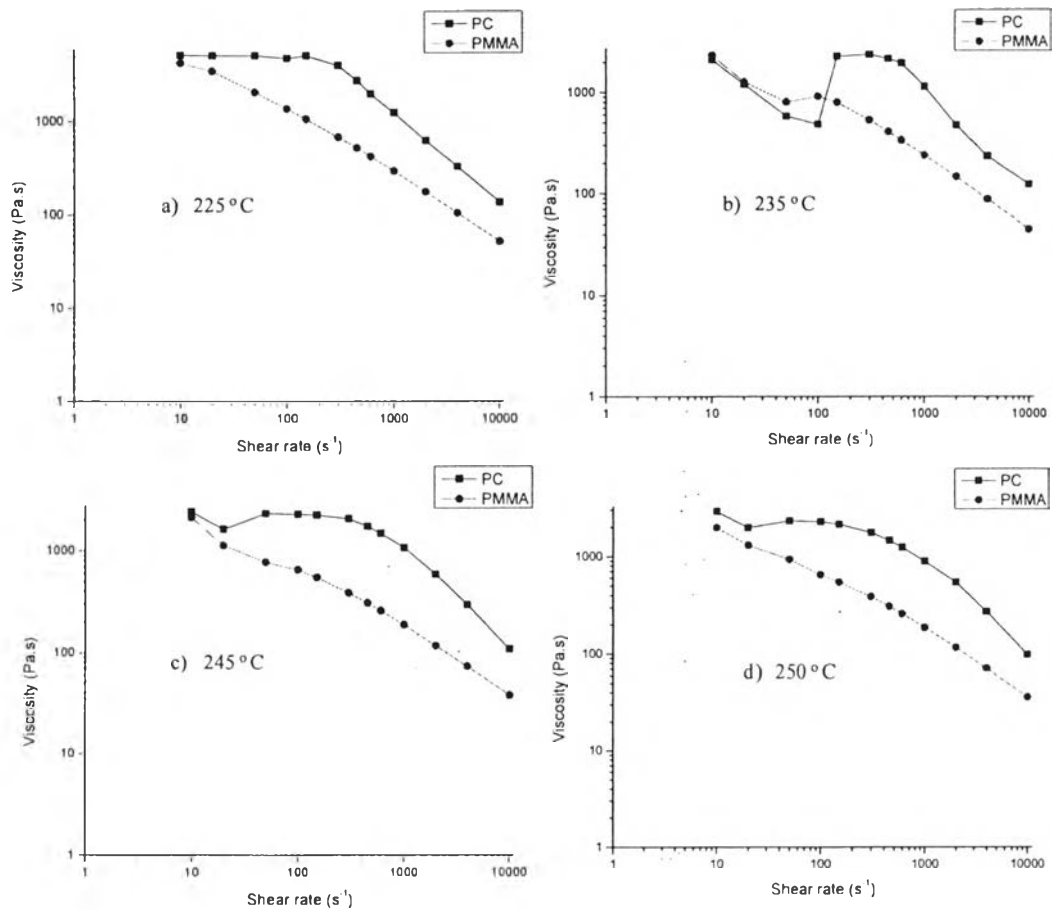 PC
PMMA
1000
100
10
1
Viscosity (Pa.s)
a) 225°C
1 10 100 1000 10000
Shear rate (s⁻¹)
PC
PMMA
1000
100
10
1
Viscosity (Pa.s)
b) 235°C
1 10 100 1000 10000
Shear rate (s⁻¹)
PC
PMMA
1000
100
10
1
Viscosity (Pa.s)
c) 245°C
1 10 100 1000 10000
Shear rate (s⁻¹)
PC
PMMA
1000
100
10
1
Viscosity (Pa.s)
d) 250°C
1 10 100 1000 10000
Shear rate (s⁻¹)